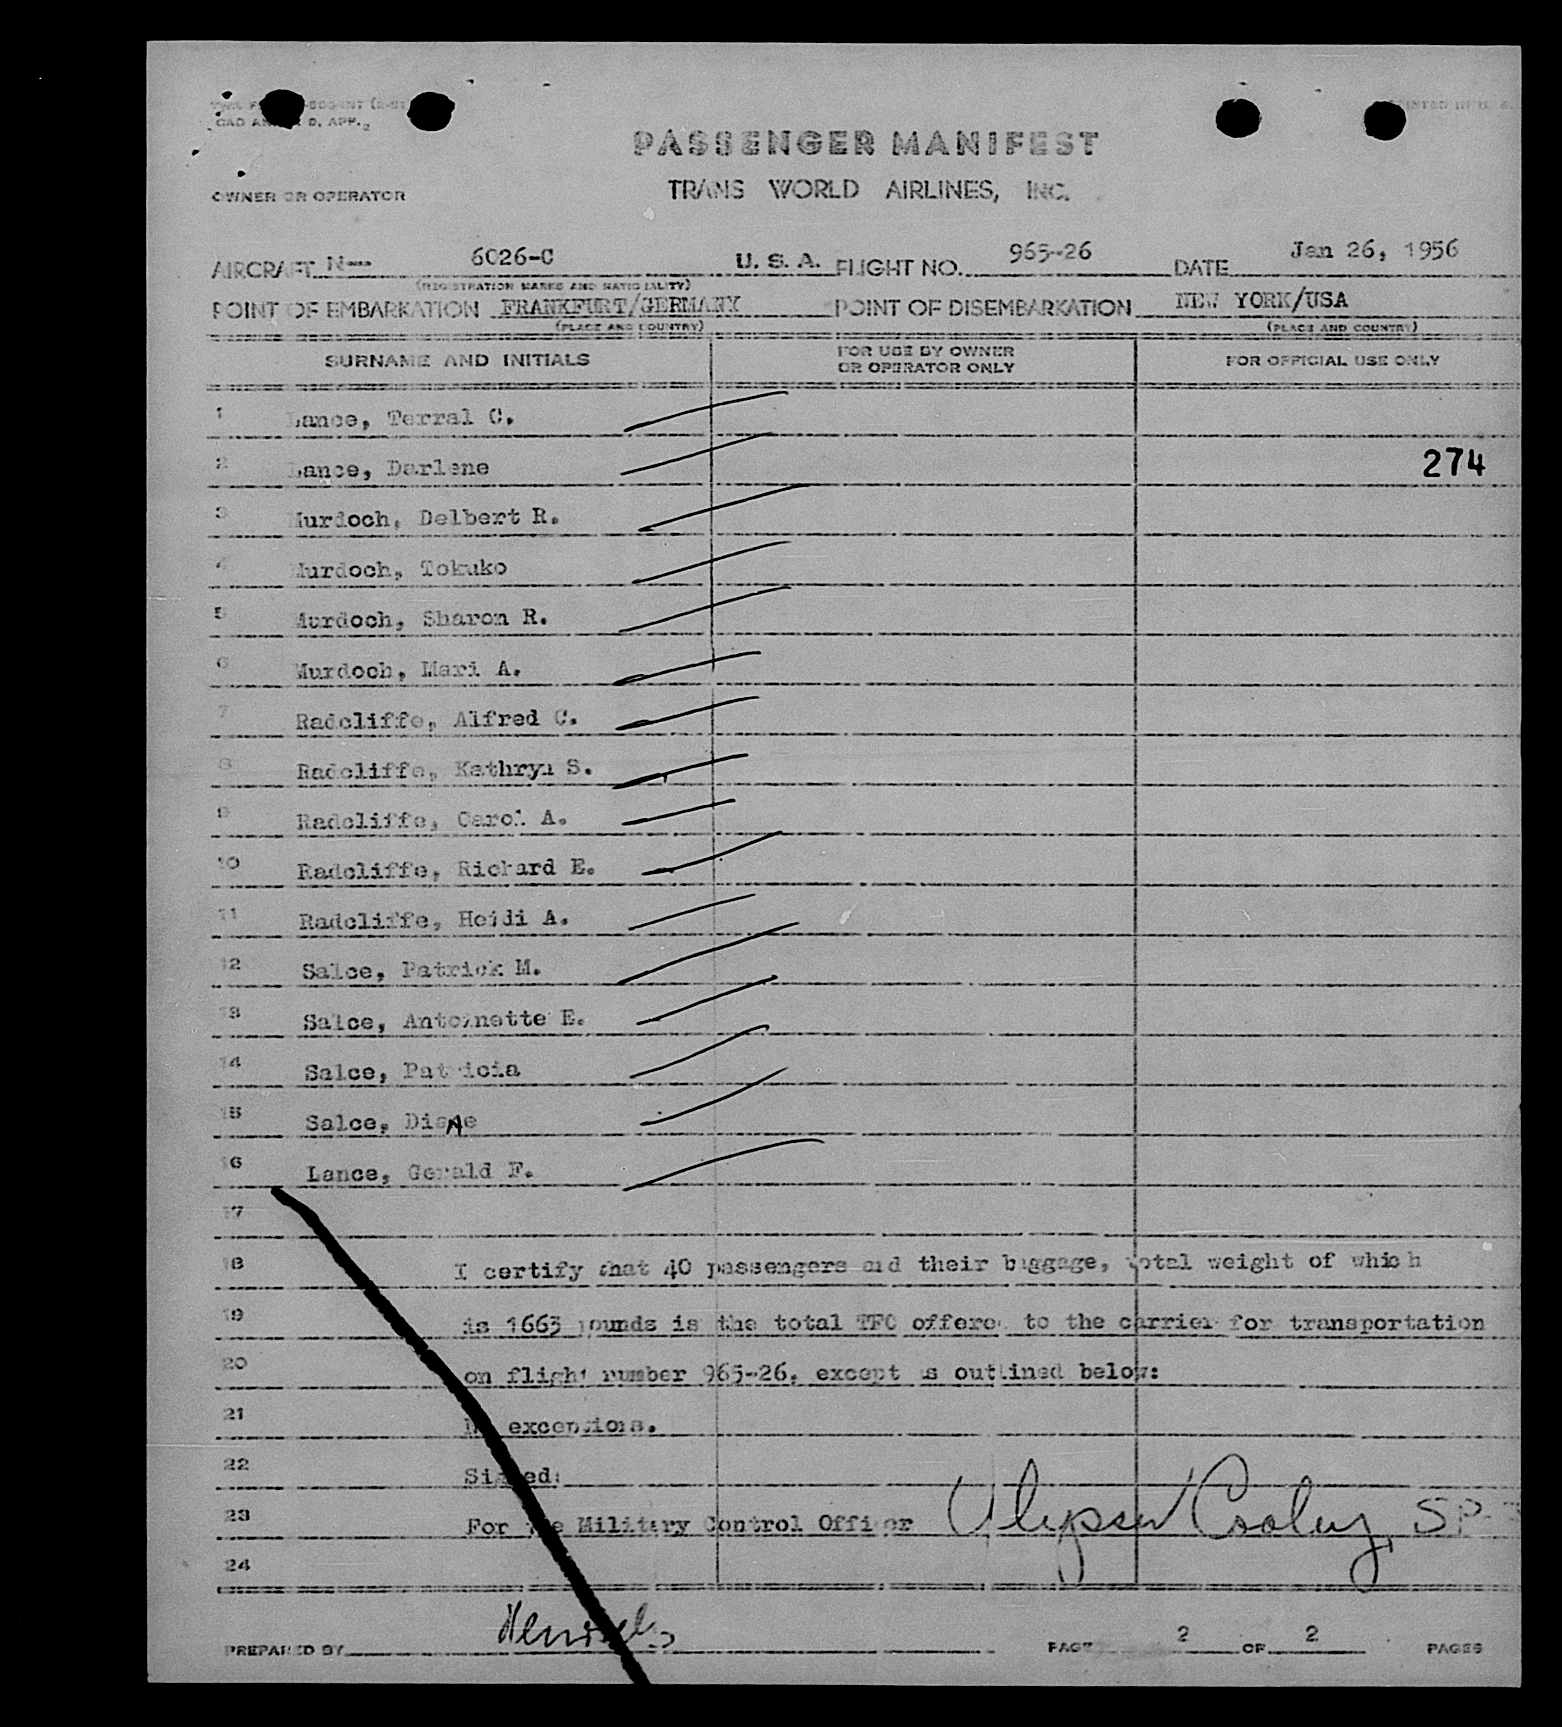 CAO AN D. APP. 2
PASSENGER MANIFEST
TRANS WORLD AIRLINES, INC.
OWNER OR OPERATOR
AIRCRAFT N-- 6026-C U. S. A. FLIGHT NO. 965-26 DATE Jan 26, 1956
(REGISTRATION MARKS AND NATIONALITY)
POINT OF EMBARKATION FRANKFURT/GERMANY POINT OF DISEMBARKATION NEW YORK/USA
(PLACE AND COUNTRY) (PLACE AND COUNTRY)
SURNAME AND INITIALS FOR USE BY OWNER OR OPERATOR ONLY FOR OFFICIAL USE ONLY
1 Lance, Terral C.
2 Lance, Darlene 274
3 Murdoch, Delbert R.
4 Murdoch, Tokuko
5 Murdoch, Sharon R.
6 Murdoch, Mari A.
7 Radcliffe, Alfred C.
8 Radcliffe, Kathryn S.
9 Radcliffe, Carol A.
10 Radcliffe, Richard E.
11 Radcliffe, Heidi A.
12 Salce, Patrick M.
13 Salce, Antoinette E.
14 Salce, Patricia
15 Salce, DiaNe
16 Lance, Gerald F.
17
18 I certify that 40 passengers and their baggage, total weight of which
19 is 1663 pounds is the total TFC offered to the carrier for transportation
20 on flight number 965-26, except as outlined below:
21 No exceptions.
22 Signed:
23 For the Military Control Officer Cooley, SP-3
24
PREPARED BY PAGE 2 OF 2 PAGES